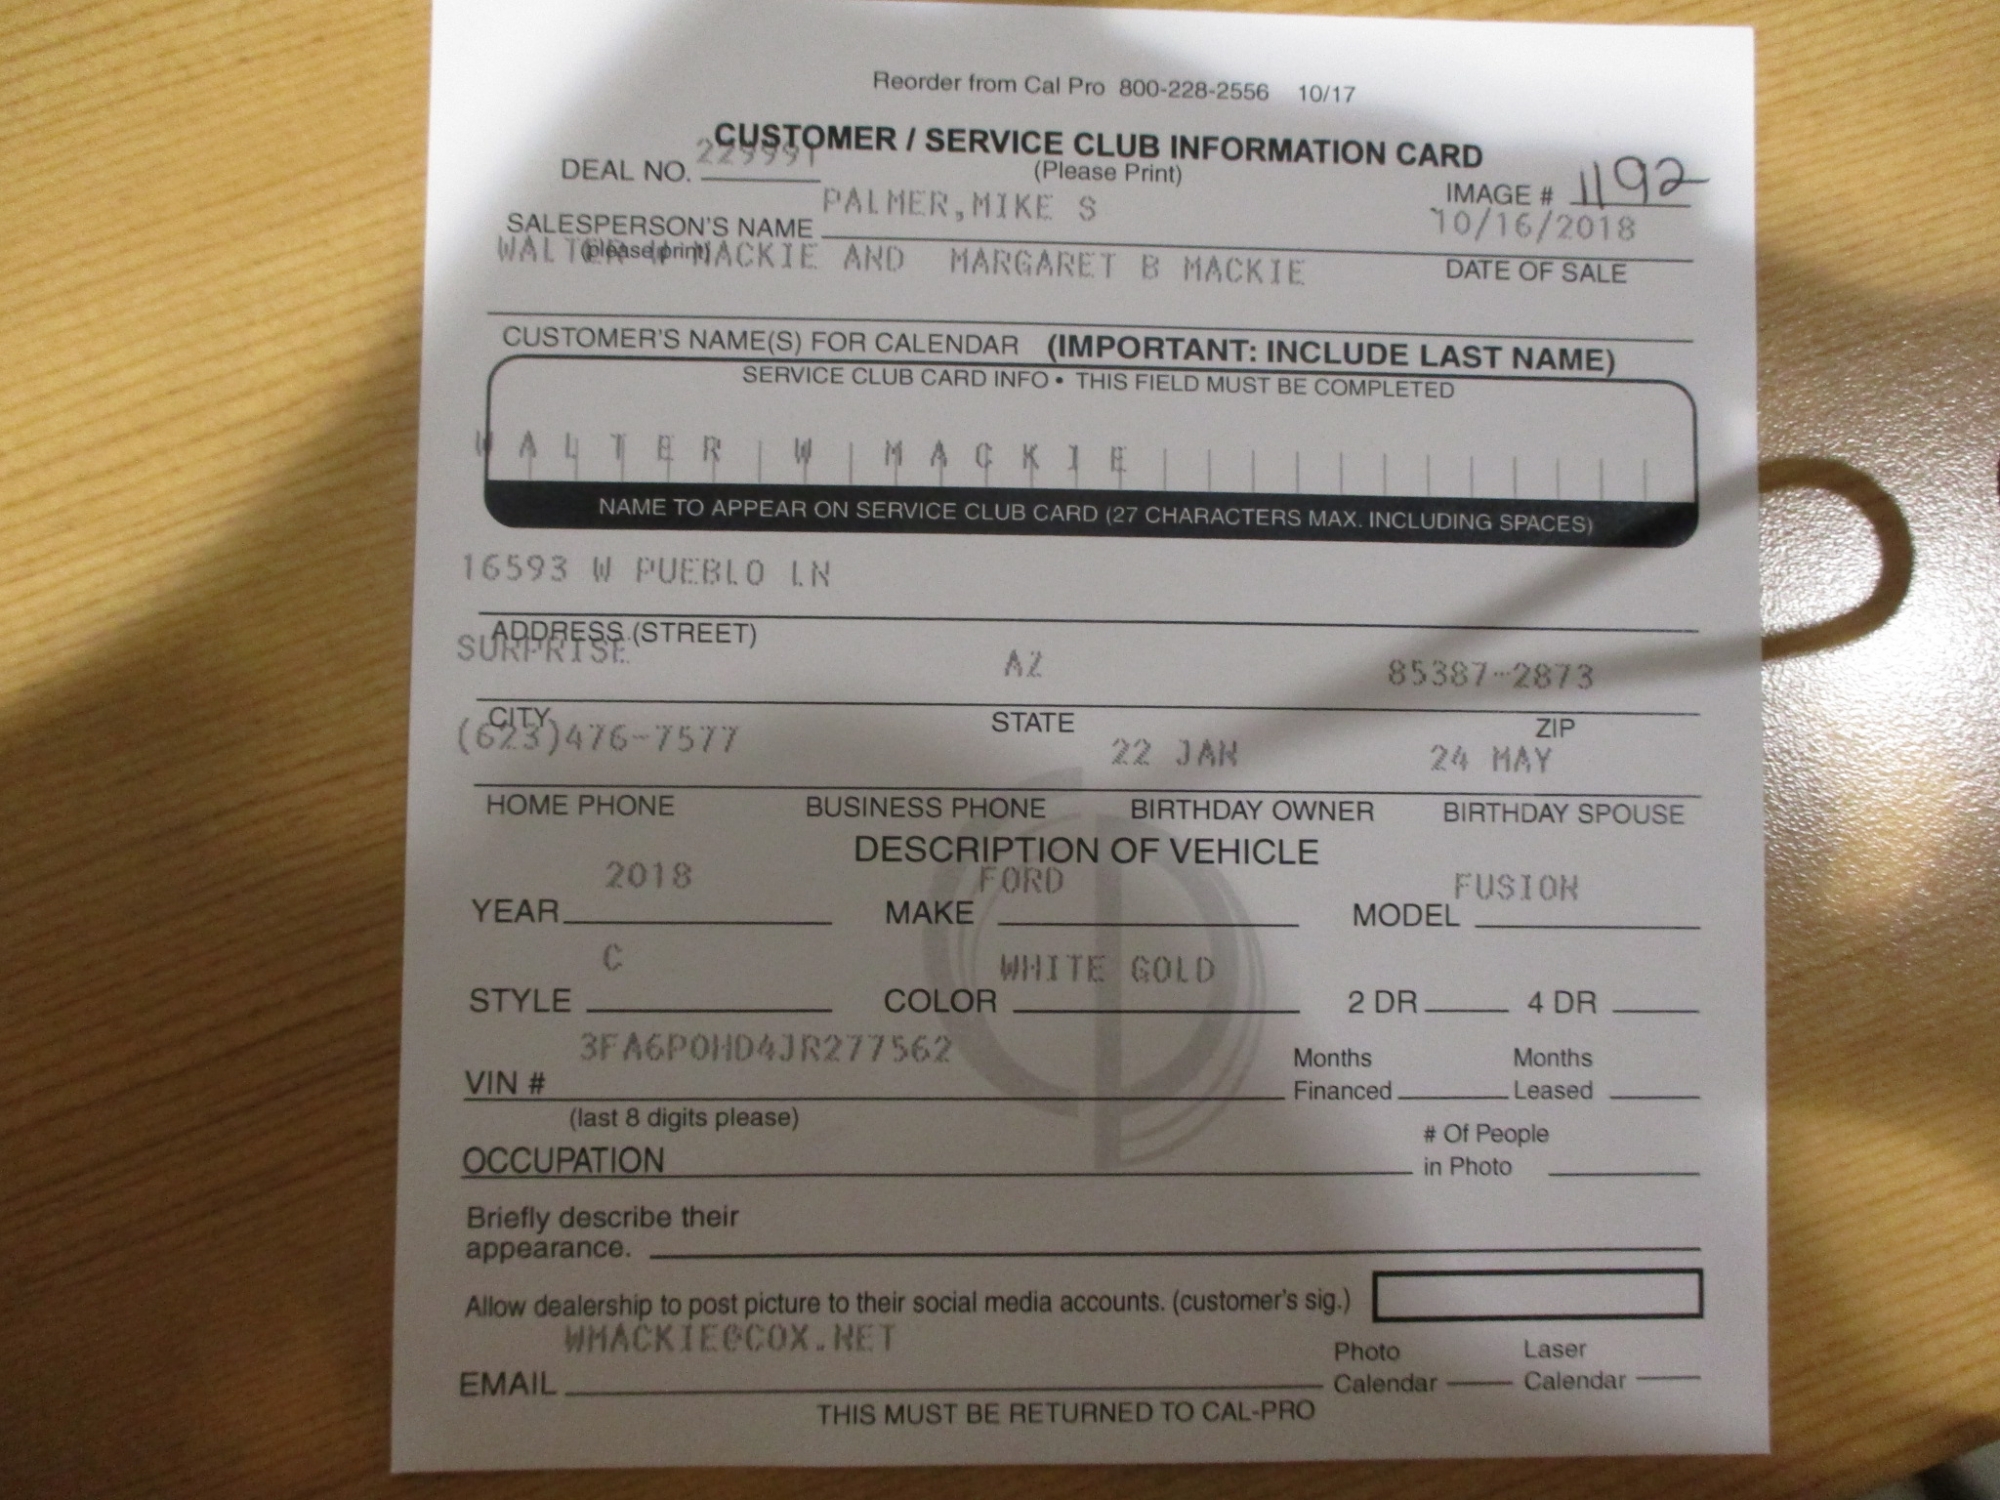 Reorder from Cal Pro 800-228-2556 10/17
CUSTOMER / SERVICE CLUB INFORMATION CARD
DEAL NO. 229991 (Please Print) IMAGE # 1192
SALESPERSON'S NAME PALMER,MIKE S 10/16/2018
(please print) DATE OF SALE
WALTER W MACKIE AND MARGARET B MACKIE
CUSTOMER'S NAME(S) FOR CALENDAR (IMPORTANT: INCLUDE LAST NAME)
SERVICE CLUB CARD INFO • THIS FIELD MUST BE COMPLETED
WALTER W MACKIE
NAME TO APPEAR ON SERVICE CLUB CARD (27 CHARACTERS MAX. INCLUDING SPACES)
16593 W PUEBLO LN
ADDRESS (STREET)
SURPRISE AZ 85387-2873
CITY STATE ZIP
(623)476-7577 22 JAN 24 MAY
HOME PHONE BUSINESS PHONE BIRTHDAY OWNER BIRTHDAY SPOUSE
DESCRIPTION OF VEHICLE
YEAR 2018 MAKE FORD MODEL FUSION
STYLE C COLOR WHITE GOLD 2 DR 4 DR
VIN # 3FA6P0HD4JR277562 Months Financed Months Leased
(last 8 digits please)
OCCUPATION # Of People in Photo
Briefly describe their
appearance.
Allow dealership to post picture to their social media accounts. (customer's sig.)
EMAIL WMACKIE@COX.NET Photo Calendar Laser Calendar
THIS MUST BE RETURNED TO CAL-PRO